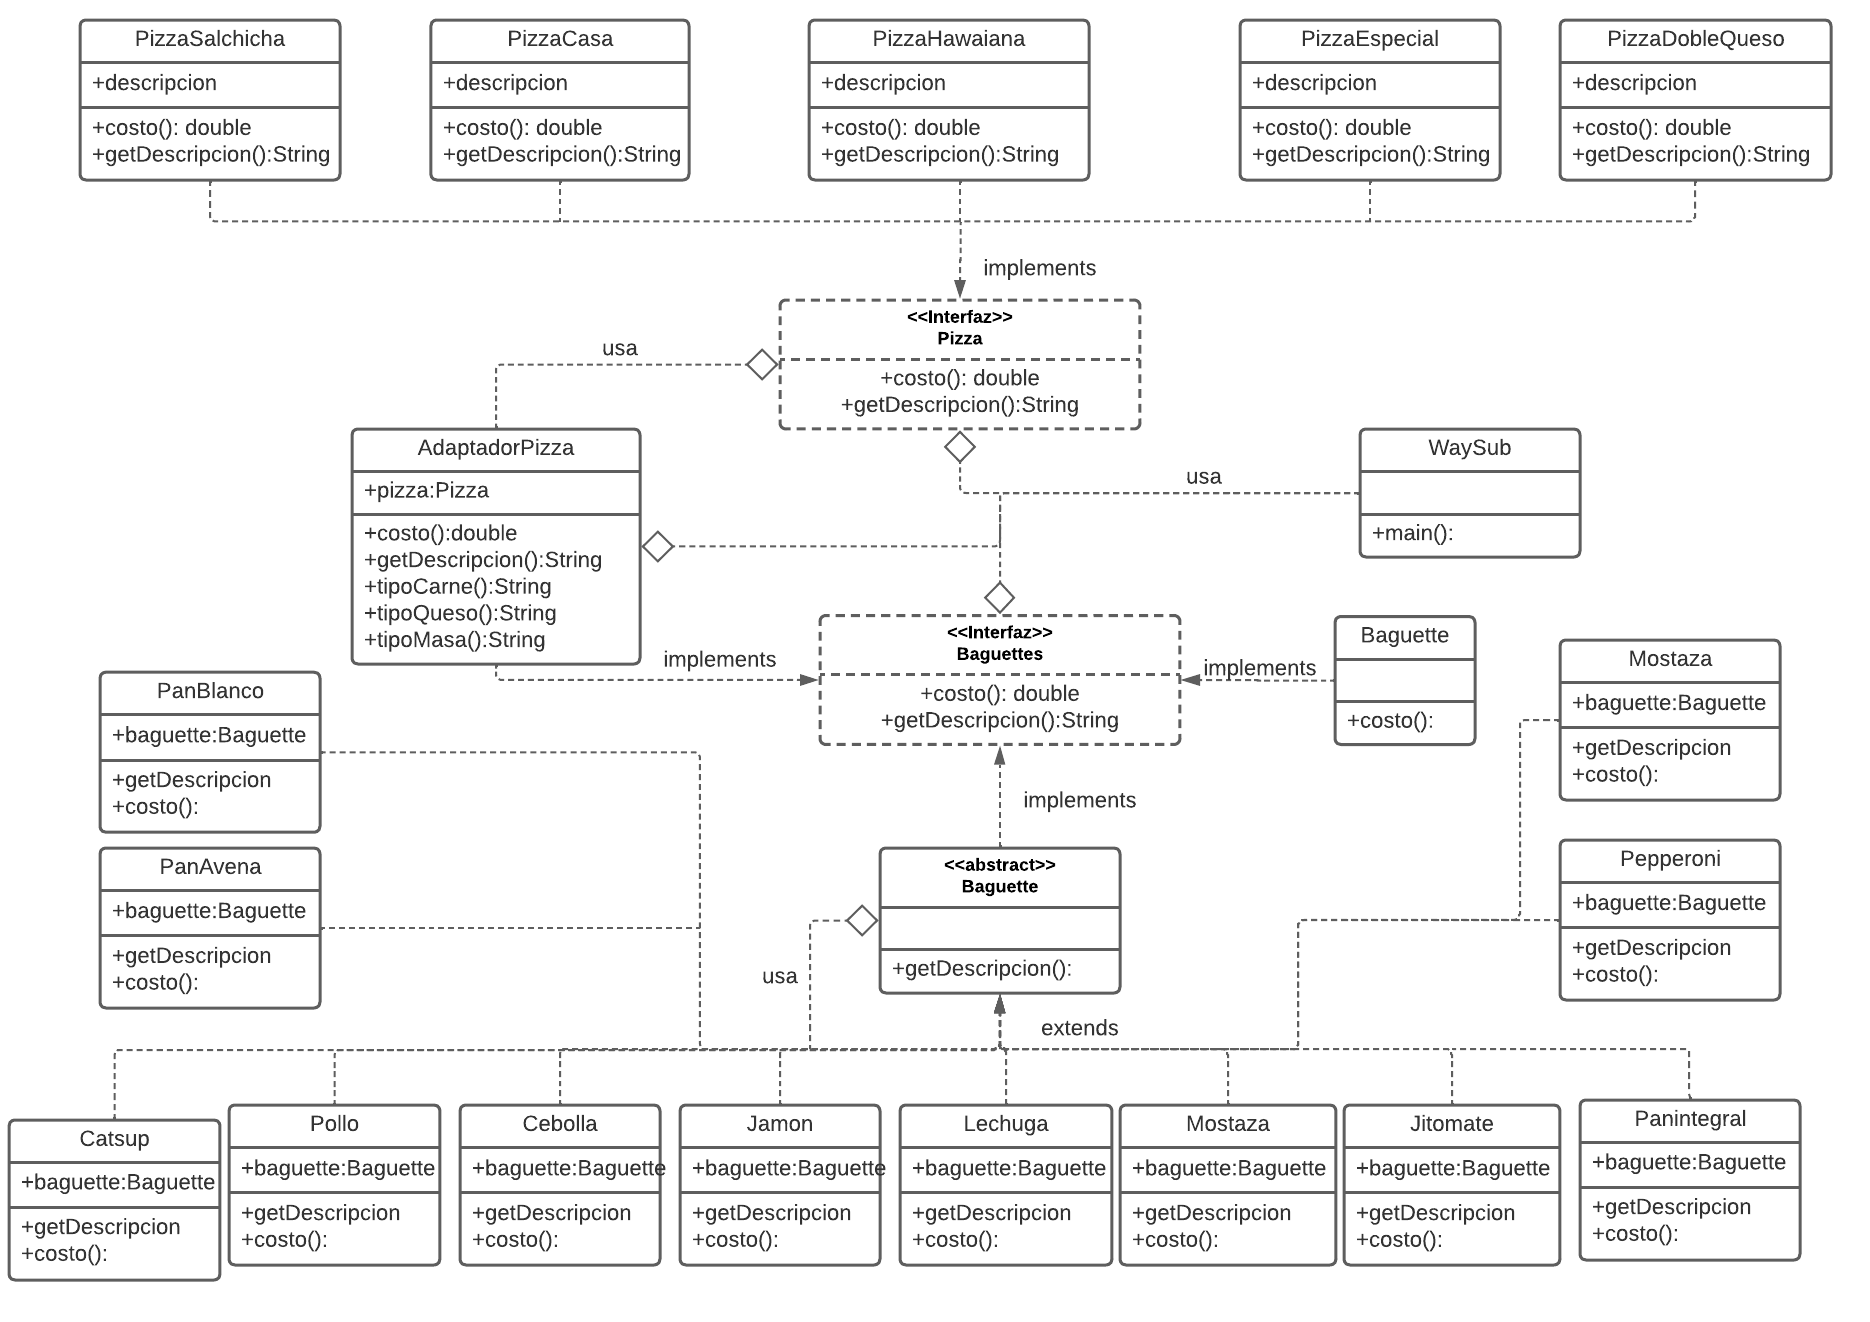 PizzaSalchicha
+descripcion
+costo(): double
+getDescripcion():String
PizzaCasa
+descripcion
+costo(): double
+getDescripcion():String
PizzaHawaiana
+descripcion
+costo(): double
+getDescripcion():String
PizzaEspecial
+descripcion
+costo(): double
+getDescripcion():String
PizzaDobleQueso
+descripcion
+costo(): double
+getDescripcion():String
implements
<<Interfaz>>
Pizza
+costo(): double
+getDescripcion():String
usa
AdaptadorPizza
+pizza:Pizza
+costo():double
+getDescripcion():String
+tipoCarne():String
+tipoQueso():String
+tipoMasa():String
usa
WaySub
+main():
implements
<<Interfaz>>
Baguettes
+costo(): double
+getDescripcion():String
implements
Baguette
+costo():
Mostaza
+baguette:Baguette
+getDescripcion
+costo():
PanBlanco
+baguette:Baguette
+getDescripcion
+costo():
implements
PanAvena
+baguette:Baguette
+getDescripcion
+costo():
<<abstract>>
Baguette
+getDescripcion():
Pepperoni
+baguette:Baguette
+getDescripcion
+costo():
usa
extends
Catsup
+baguette:Baguette
+getDescripcion
+costo():
Pollo
+baguette:Baguette
+getDescripcion
+costo():
Cebolla
+baguette:Baguette
+getDescripcion
+costo():
Jamon
+baguette:Baguette
+getDescripcion
+costo():
Lechuga
+baguette:Baguette
+getDescripcion
+costo():
Mostaza
+baguette:Baguette
+getDescripcion
+costo():
Jitomate
+baguette:Baguette
+getDescripcion
+costo():
Panintegral
+baguette:Baguette
+getDescripcion
+costo():